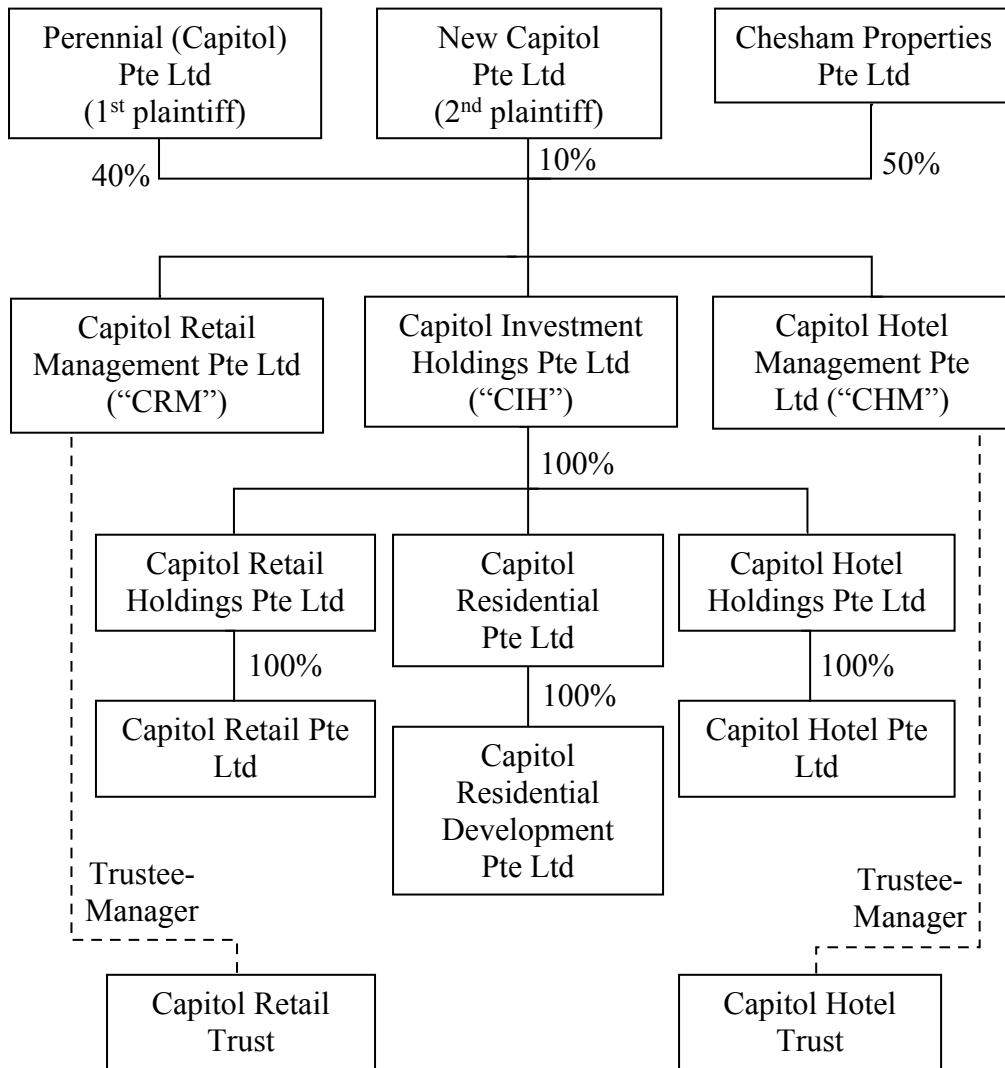 Perennial (Capitol)
Pte Ltd
(1st plaintiff)
New Capitol
Pte Ltd
(2nd plaintiff)
Chesham Properties
Pte Ltd
40%
10%
50%
Capitol Retail
Management Pte Ltd
(“CRM”)
Capitol Investment
Holdings Pte Ltd
(“CIH”)
Capitol Hotel
Management Pte
Ltd (“CHM”)
100%
Capitol Retail
Holdings Pte Ltd
Capitol
Residential
Pte Ltd
Capitol Hotel
Holdings Pte Ltd
100%
100%
100%
Capitol Retail Pte
Ltd
Capitol
Residential
Development
Pte Ltd
Capitol Hotel Pte
Ltd
Trustee-
Manager
Trustee-
Manager
Capitol Retail
Trust
Capitol Hotel
Trust